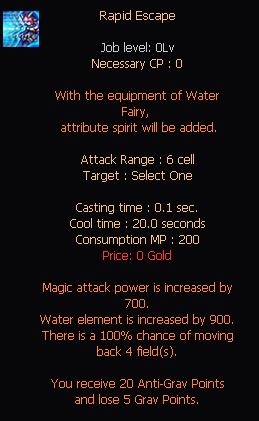 Rapid Escape
Job level: 0Lv
Necessary CP : 0
With the equipment of Water
Fairy,
attribute spirit will be added.
Attack Range : 6 cell
Target : Select One
Casting time : 0.1 sec.
Cool time : 20.0 seconds
Consumption MP : 200
Price: 0 Gold
Magic attack power is increased by
700.
Water element is increased by 900.
There is a 100% chance of moving
back 4 field(s).
You receive 20 Anti-Grav Points
and lose 5 Grav Points.